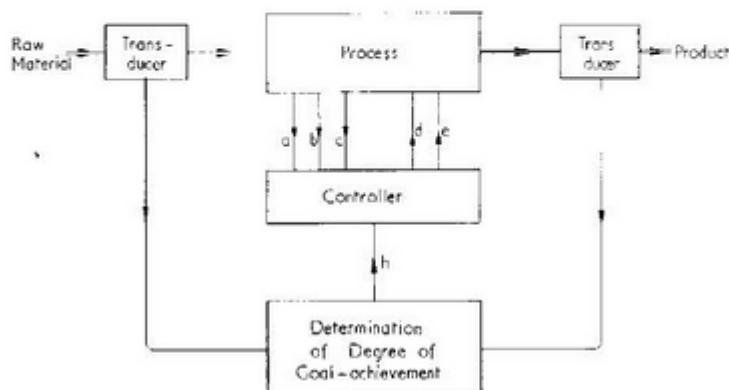 Raw
Material
Trans-
ducer
Process
Trans
ducer
Product
a
b
c
d
e
Controller
h
Determination
of Degree of
Goal-achievement